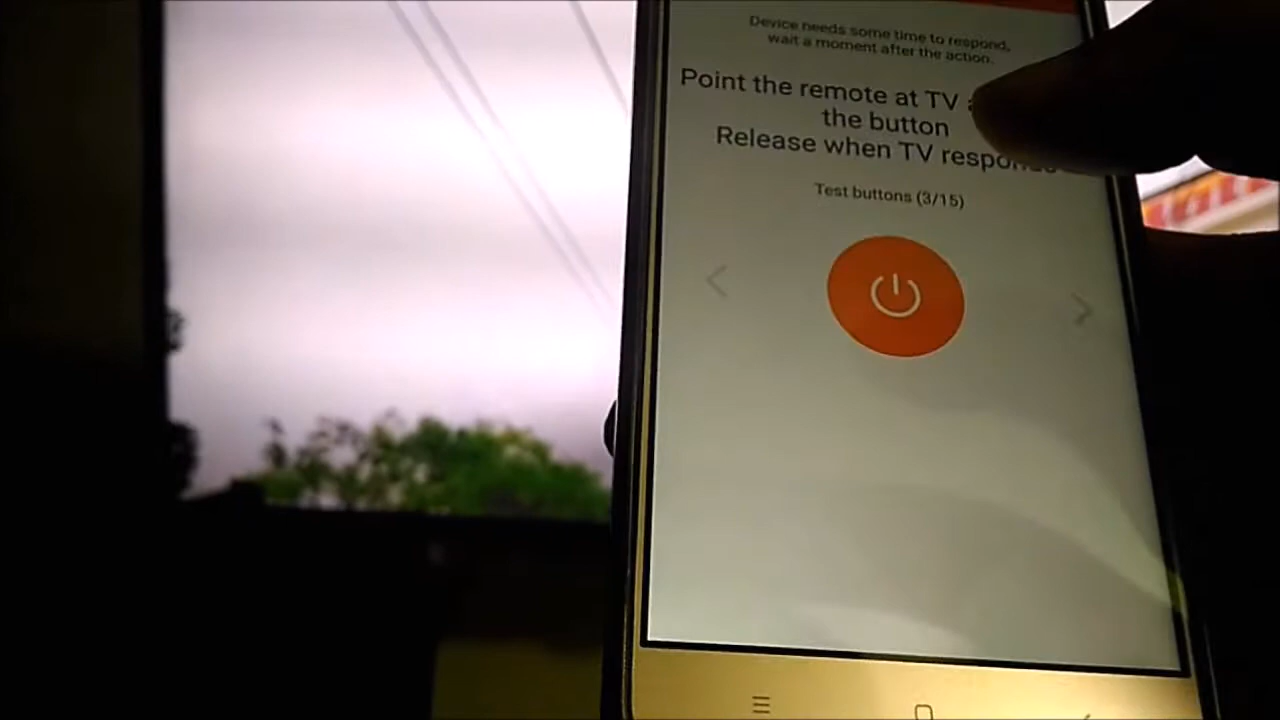 Device needs some time to respond,
wait a moment after the action.
Point the remote at TV
the button
Release when TV
Test buttons (3/15)